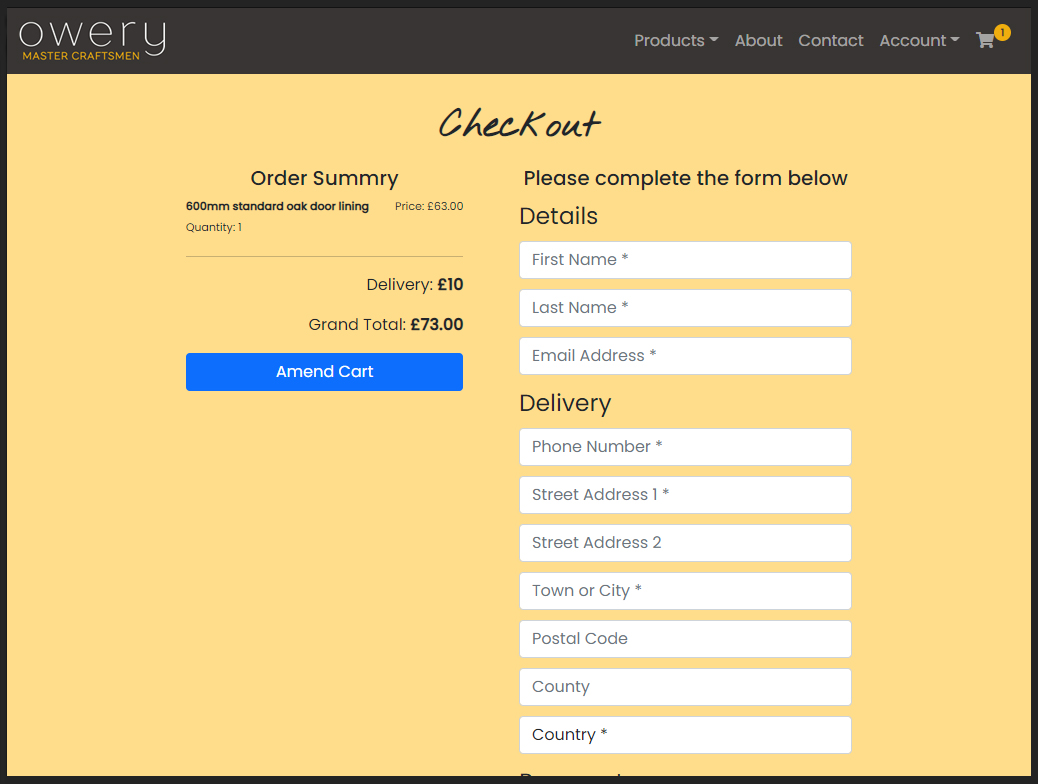 owery
MASTER CRAFTSMEN
Products About Contact Account 1
Checkout
Order Summry
600mm standard oak door lining Price: £63.00
Quantity: 1
Delivery: £10
Grand Total: £73.00
Amend Cart
Please complete the form below
Details
First Name *
Last Name *
Email Address *
Delivery
Phone Number *
Street Address 1 *
Street Address 2
Town or City *
Postal Code
County
Country *